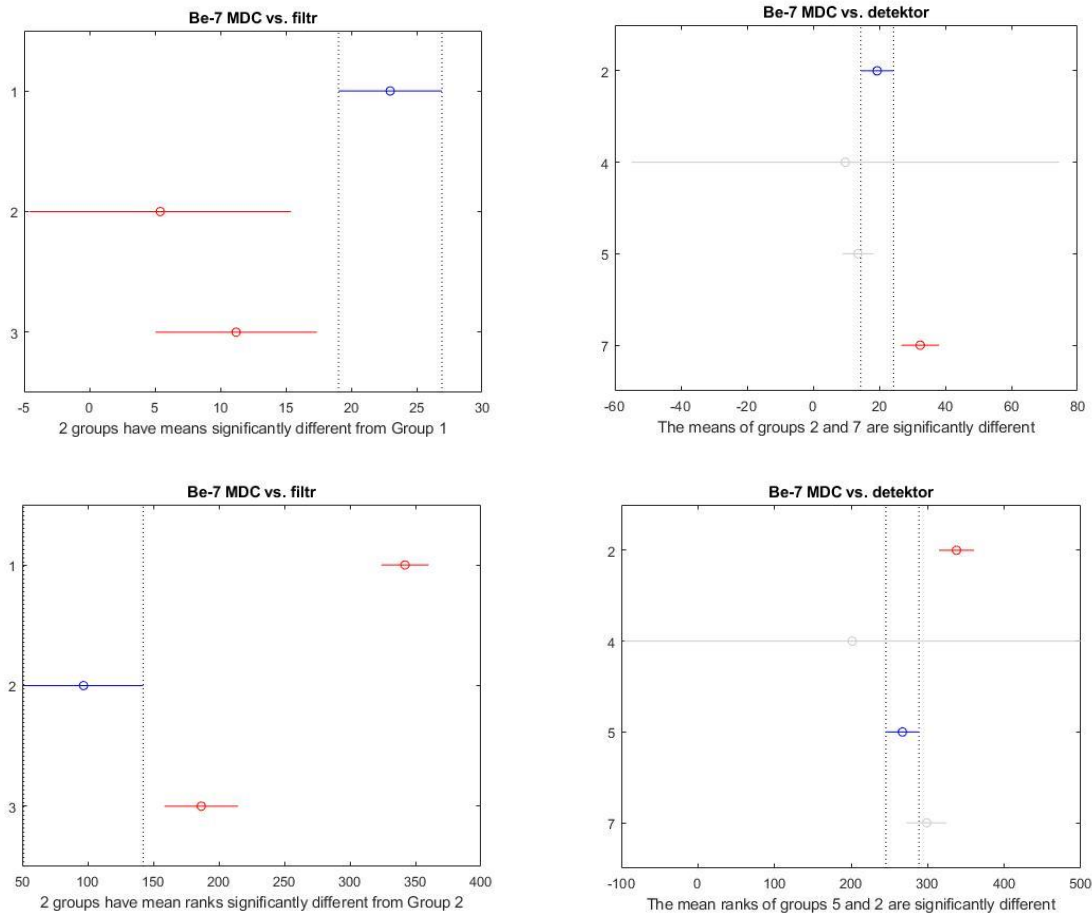 Be-7 MDC vs. filtr
1
2
3
-5 0 5 10 15 20 25 30
2 groups have means significantly different from Group 1
Be-7 MDC vs. detektor
2
4
5
7
-60 -40 -20 0 20 40 60 80
The means of groups 2 and 7 are significantly different
Be-7 MDC vs. filtr
1
2
3
50 100 150 200 250 300 350 400
2 groups have mean ranks significantly different from Group 2
Be-7 MDC vs. detektor
2
4
5
7
-100 0 100 200 300 400 500
The mean ranks of groups 5 and 2 are significantly different